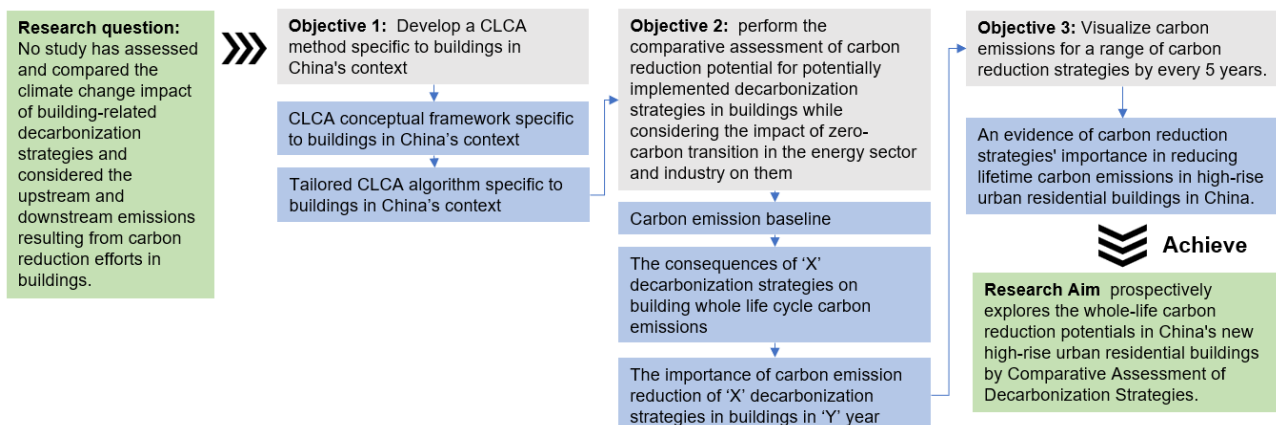 Research question:
No study has assessed
and compared the
climate change impact
of building-related
decarbonization
strategies and
considered the
upstream and
downstream emissions
resulting from carbon
reduction efforts in
buildings.
Objective 1: Develop a CLCA
method specific to buildings in
China's context
CLCA conceptual framework specific
to buildings in China’s context
Tailored CLCA algorithm specific to
buildings in China’s context
Objective 2: perform the
comparative assessment of carbon
reduction potential for potentially
implemented decarbonization
strategies in buildings while
considering the impact of zero-
carbon transition in the energy sector
and industry on them
Carbon emission baseline
The consequences of ‘X’
decarbonization strategies on
building whole life cycle carbon
emissions
The importance of carbon emission
reduction of ‘X’ decarbonization
strategies in buildings in ‘Y’ year
Objective 3: Visualize carbon
emissions for a range of carbon
reduction strategies by every 5 years.
An evidence of carbon reduction
strategies' importance in reducing
lifetime carbon emissions in high-rise
urban residential buildings in China.
Achieve
Research Aim prospectively
explores the whole-life carbon
reduction potentials in China's new
high-rise urban residential buildings
by Comparative Assessment of
Decarbonization Strategies.